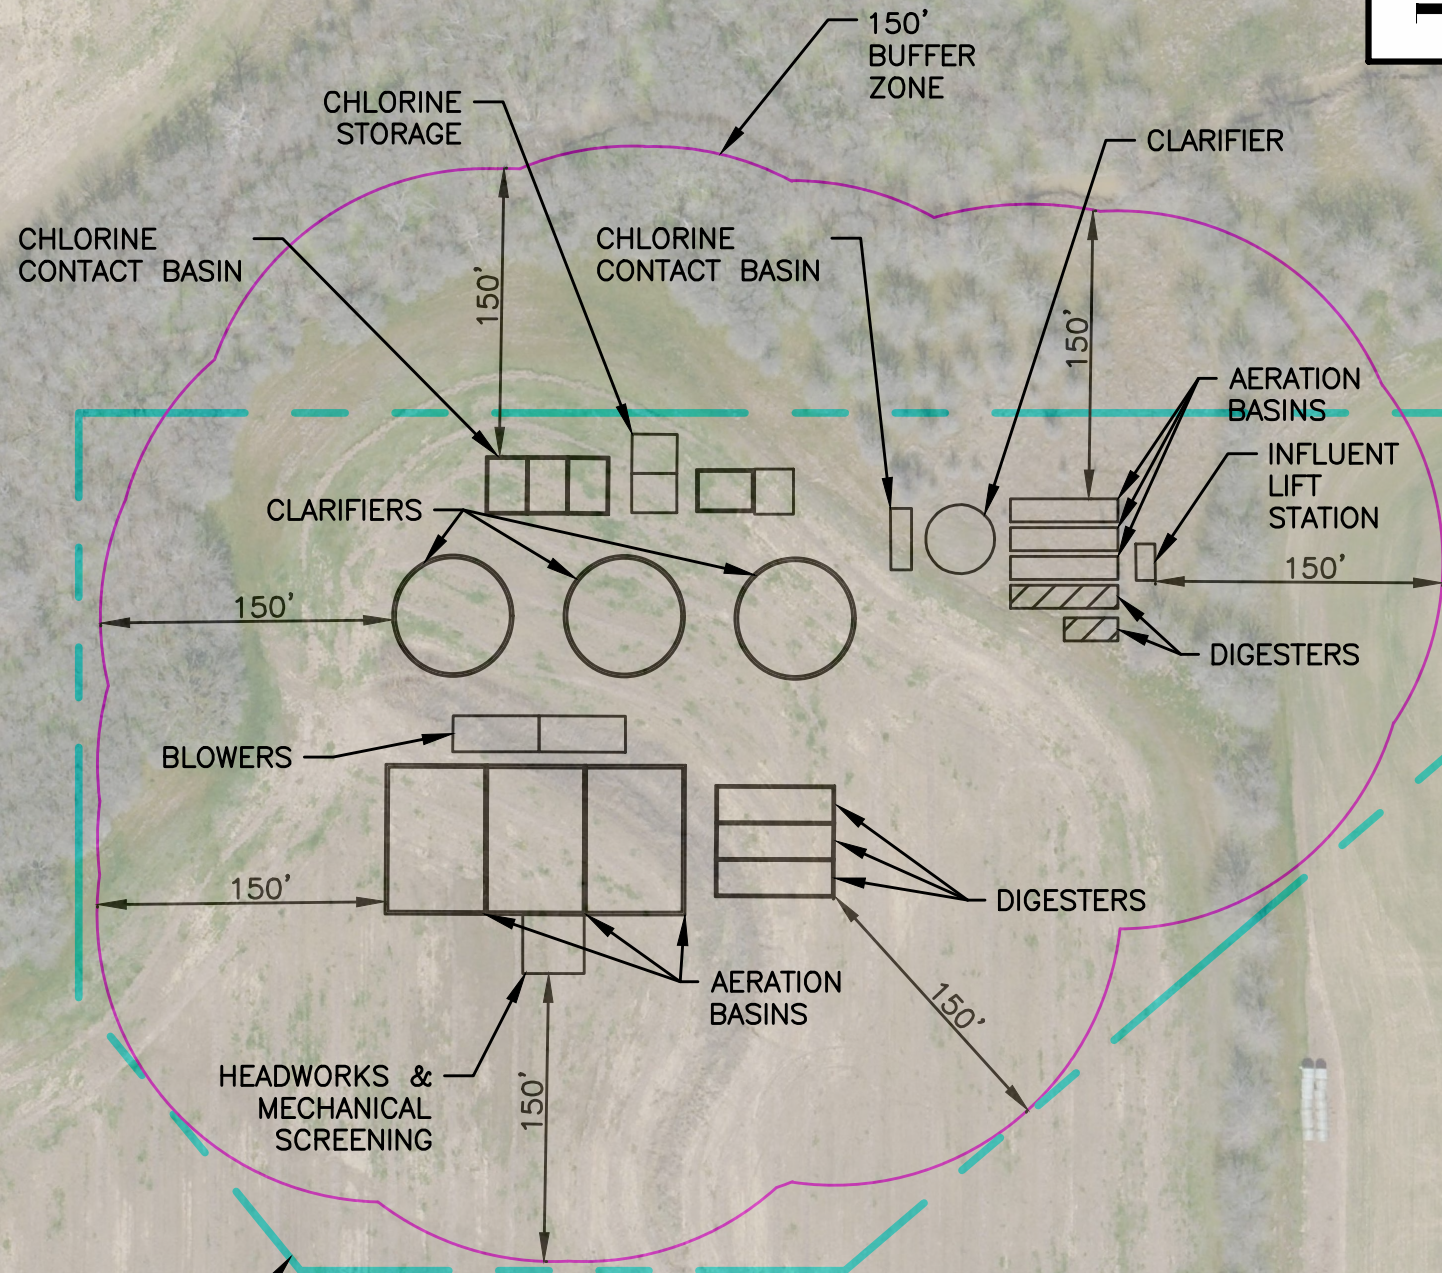 150'
BUFFER
ZONE
CHLORINE
STORAGE
CLARIFIER
CHLORINE
CONTACT BASIN
CHLORINE
CONTACT BASIN
150'
150'
AERATION
BASINS
INFLUENT
LIFT
STATION
CLARIFIERS
150'
150'
DIGESTERS
BLOWERS
150'
DIGESTERS
AERATION
BASINS
150'
HEADWORKS &
MECHANICAL
SCREENING
150'